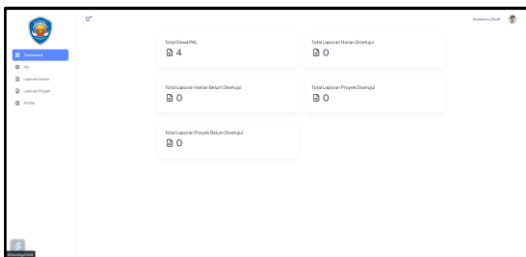 Dashboard
PKL
Laporan Harian
Laporan Proyek
Profile
Total Siswa PKL
4
Total Laporan Harian Disetujui
0
Total Laporan Harian Belum Disetujui
0
Total Laporan Proyek Disetujui
0
Total Laporan Proyek Belum Disetujui
0